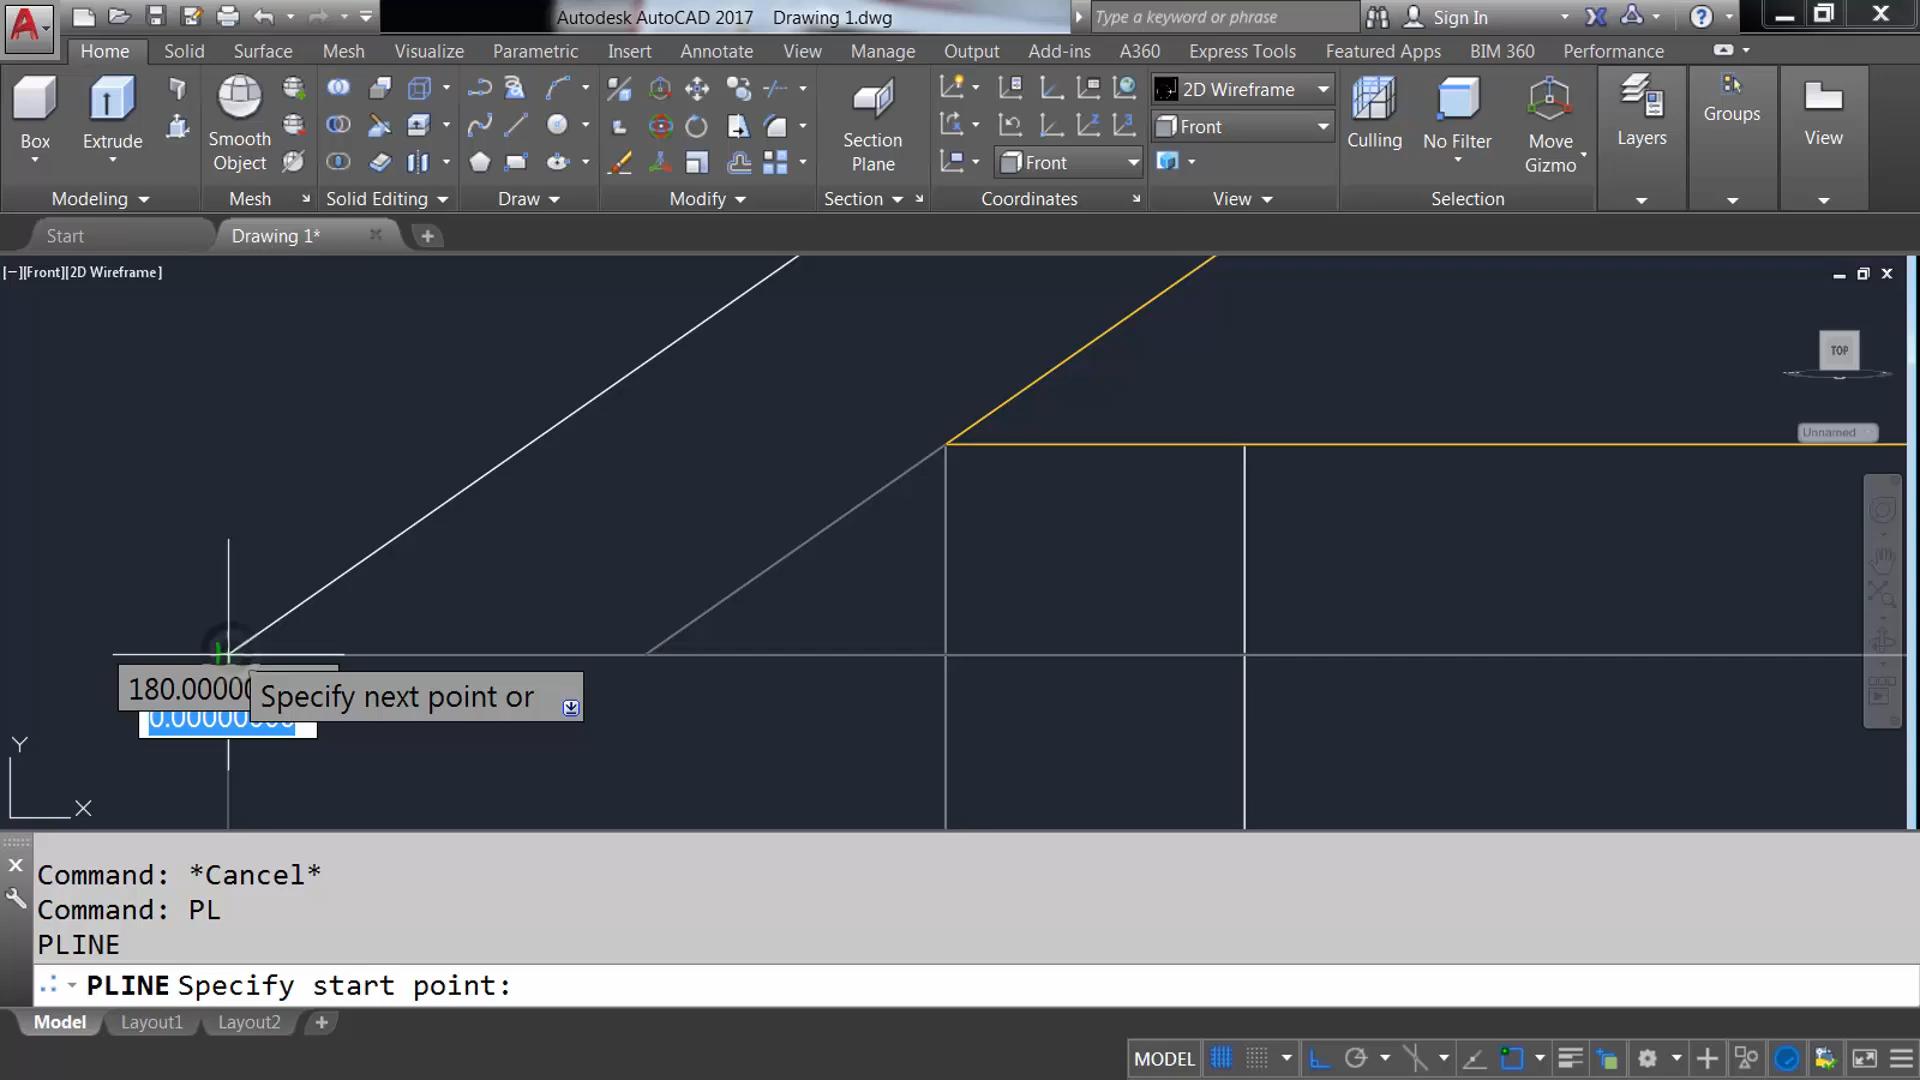 Autodesk AutoCAD 2017 Drawing 1.dwg
Type a keyword or phrase
Sign In
Home Solid Surface Mesh Visualize Parametric Insert Annotate View Manage Output Add-ins A360 Express Tools Featured Apps BIM 360 Performance
Box
Extrude
Smooth
Object
Section
Plane
2D Wireframe
Front
Front
Culling
No Filter
Move
Gizmo
Layers
Groups
View
Modeling
Mesh
Solid Editing
Draw
Modify
Section
Coordinates
View
Selection
Start
Drawing 1*
[−][Front][2D Wireframe]
TOP
Unnamed
180.00000
Specify next point or
0.00000000
Y
X
Command: *Cancel*
Command: PL
PLINE
PLINE Specify start point:
Model Layout1 Layout2
MODEL